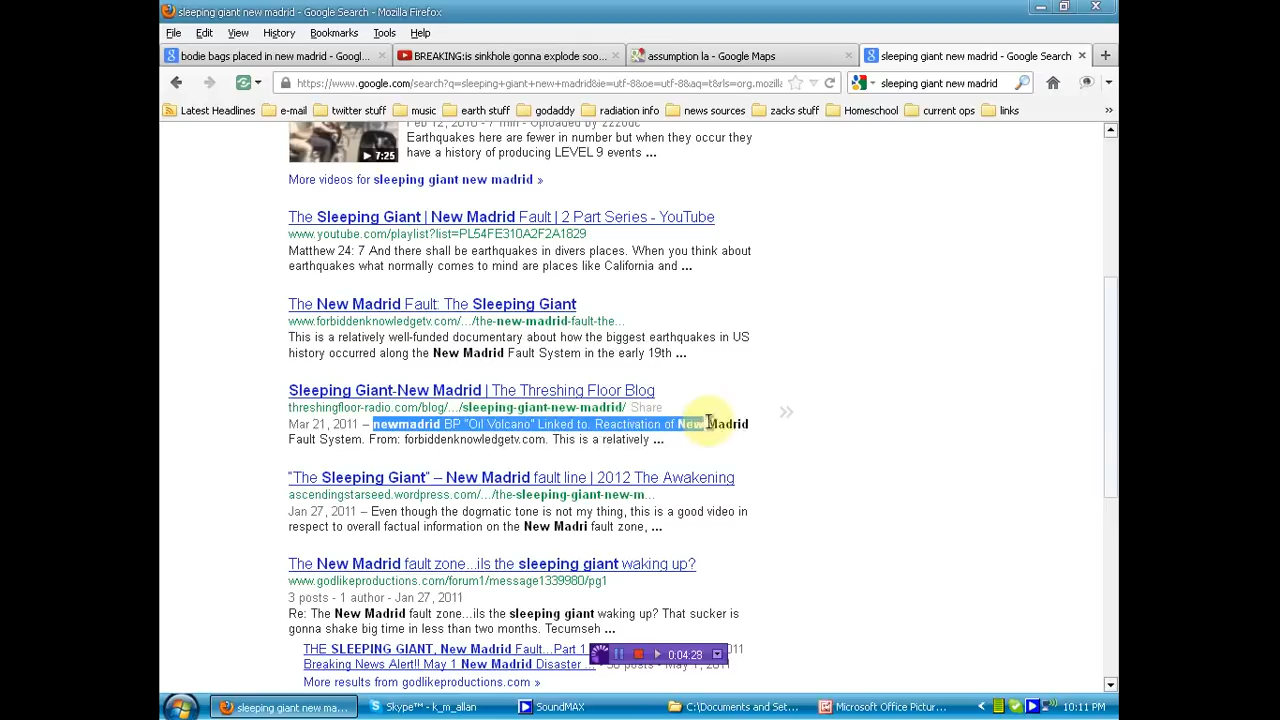 sleeping giant new madrid - Google Search - Mozilla Firefox
File Edit View History Bookmarks Tools Help
bodie bags placed in new madrid - Googl...
BREAKING:is sinkhole gonna explode soo...
assumption la - Google Maps
sleeping giant new madrid - Google Search
https://www.google.com/search?q=sleeping+giant+new+madrid&ie=utf-8&oe=utf-8&aq=t&rls=org.mozilla
sleeping giant new madrid
Latest Headlines e-mail twitter stuff music earth stuff godaddy radiation info news sources zacks stuff Homeschool current ops links
7:25
Feb 12, 2010 - 7 min - Uploaded by zzzodc
Earthquakes here are fewer in number but when they occur they
have a history of producing LEVEL 9 events ...
More videos for sleeping giant new madrid »
The Sleeping Giant | New Madrid Fault | 2 Part Series - YouTube
www.youtube.com/playlist?list=PL54FE310A2F2A1829
Matthew 24: 7 And there shall be earthquakes in divers places. When you think about
earthquakes what normally comes to mind are places like California and ...
The New Madrid Fault: The Sleeping Giant
www.forbiddenknowledgetv.com/.../the-new-madrid-fault-the...
This is a relatively well-funded documentary about how the biggest earthquakes in US
history occurred along the New Madrid Fault System in the early 19th ...
Sleeping Giant-New Madrid | The Threshing Floor Blog
threshingfloor-radio.com/blog/.../sleeping-giant-new-madrid/ Share
Mar 21, 2011 – newmadrid BP "Oil Volcano" Linked to. Reactivation of New Madrid
Fault System. From: forbiddenknowledgetv.com. This is a relatively ...
"The Sleeping Giant" – New Madrid fault line | 2012 The Awakening
ascendingstarseed.wordpress.com/.../the-sleeping-giant-new-m...
Jan 27, 2011 – Even though the dogmatic tone is not my thing, this is a good video in
respect to overall factual information on the New Madri fault zone, ...
The New Madrid fault zone...iIs the sleeping giant waking up?
www.godlikeproductions.com/forum1/message1339980/pg1
3 posts - 1 author - Jan 27, 2011
Re: The New Madrid fault zone...iIs the sleeping giant waking up? That sucker is
gonna shake big time in less than two months. Tecumseh ...
THE SLEEPING GIANT, New Madrid Fault...Part 1
Breaking News Alert!! May 1 New Madrid Disaster ...
0:04:28
More results from godlikeproductions.com »
sleeping giant new ma...
Skype™ - k_m_allan
SoundMAX
C:\Documents and Set...
Microsoft Office Pictur...
10:11 PM